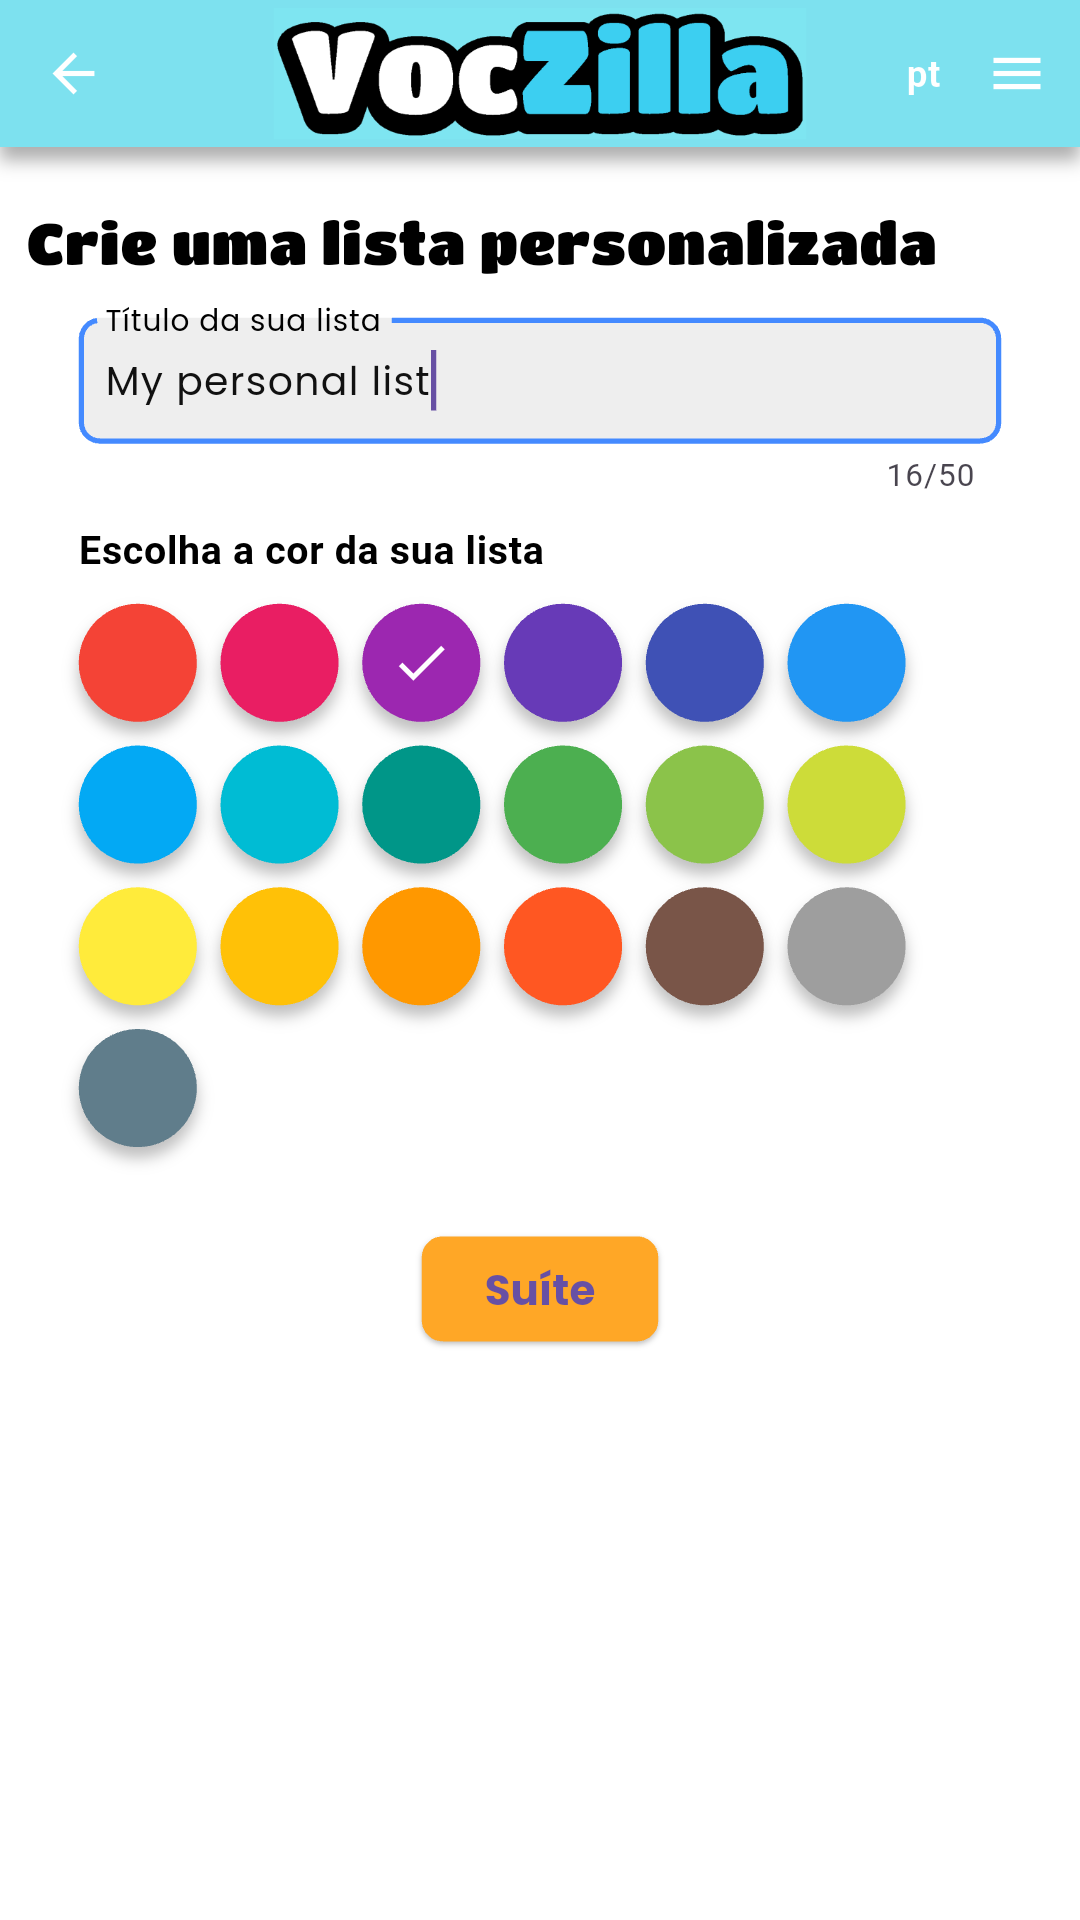 VocZilla
pt
Crie uma lista personalizada
Título da sua lista
My personal list
16/50
Escolha a cor da sua lista
Suíte